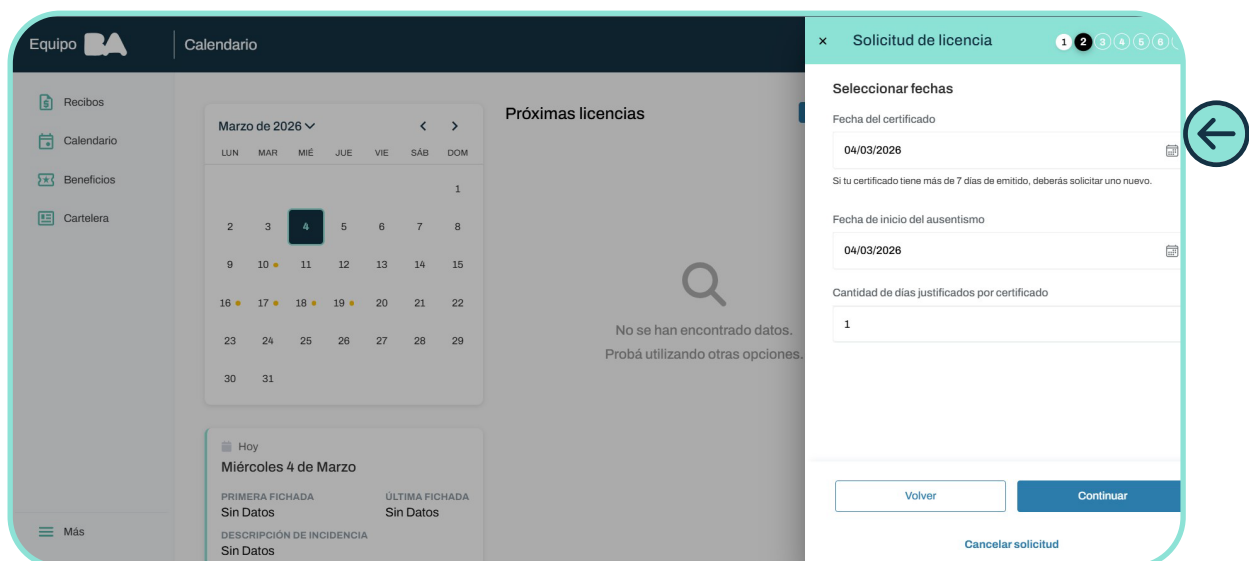 Equipo BA
Calendario
Recibos
Calendario
Beneficios
Cartelera
Más
Marzo de 2026
LUN MAR MIÉ JUE VIE SÁB DOM
1
2 3 4 5 6 7 8
9 10 11 12 13 14 15
16 17 18 19 20 21 22
23 24 25 26 27 28 29
30 31
Hoy
Miércoles 4 de Marzo
PRIMERA FICHADA ÚLTIMA FICHADA
Sin Datos Sin Datos
DESCRIPCIÓN DE INCIDENCIA
Sin Datos
Próximas licencias
No se han encontrado datos.
Probá utilizando otras opciones.
× Solicitud de licencia 1 2 3 4 5 6
Seleccionar fechas
Fecha del certificado
04/03/2026
Si tu certificado tiene más de 7 días de emitido, deberás solicitar uno nuevo.
Fecha de inicio del ausentismo
04/03/2026
Cantidad de días justificados por certificado
1
Volver Continuar
Cancelar solicitud